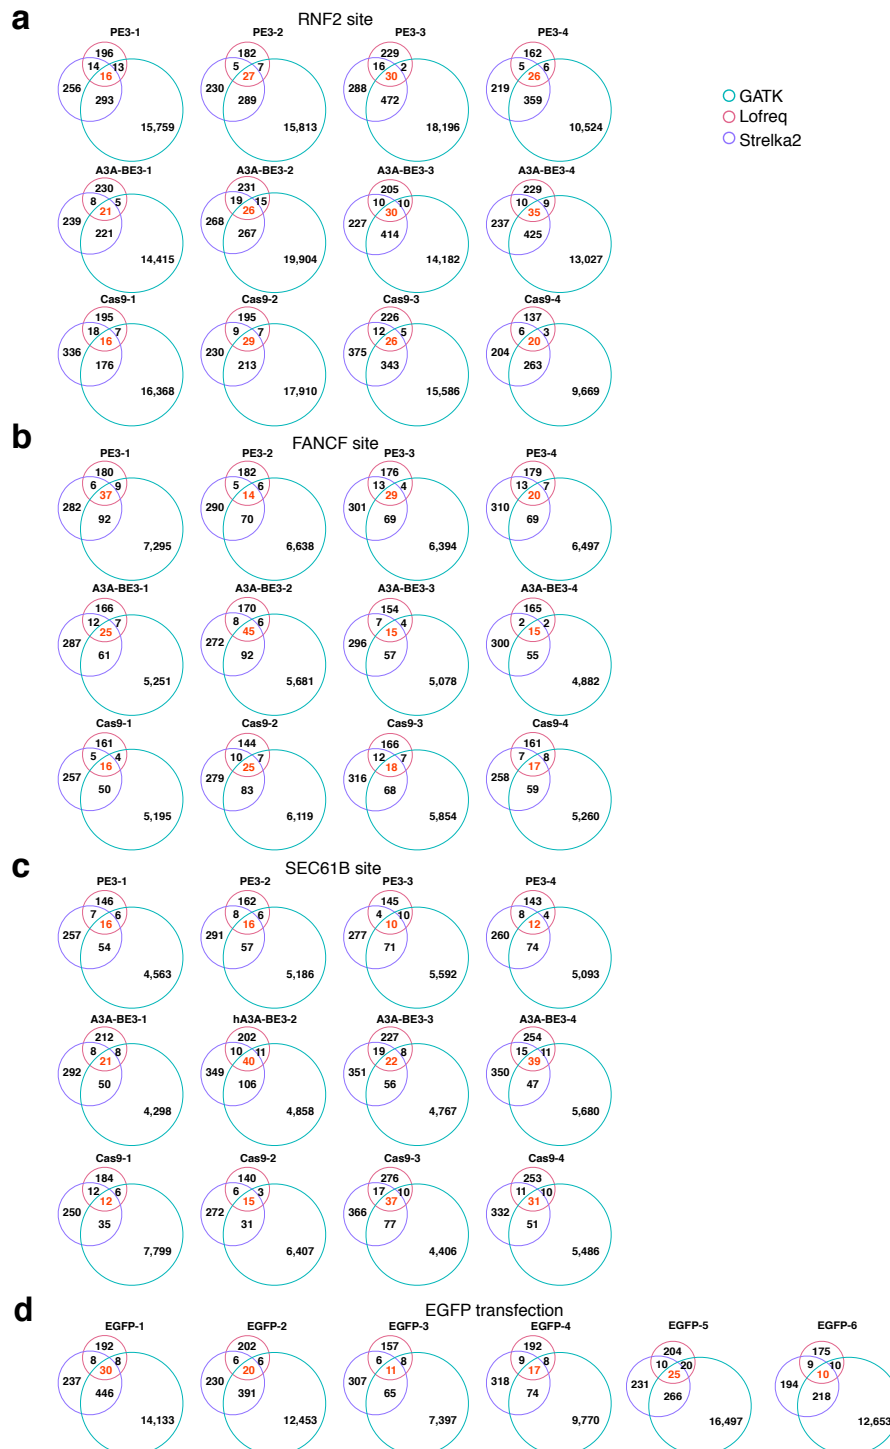 a
RNF2 site
PE3-1 PE3-2 PE3-3 PE3-4
196 182 229 162
14 13 5 7 16 2 5 6
16 27 30 26
256 230 288 219
293 289 472 359
15,759 15,813 18,196 10,524
GATK
Lofreq
Strelka2
A3A-BE3-1 A3A-BE3-2 A3A-BE3-3 A3A-BE3-4
230 231 205 229
8 5 19 15 10 10 10 9
21 26 30 35
239 268 227 237
221 267 414 425
14,415 19,904 14,182 13,027
Cas9-1 Cas9-2 Cas9-3 Cas9-4
195 195 226 137
18 7 9 7 12 5 6 3
16 29 26 20
336 230 375 204
176 213 343 263
16,368 17,910 15,586 9,669
b
FANCF site
PE3-1 PE3-2 PE3-3 PE3-4
180 182 176 179
6 9 5 6 13 4 13 7
37 14 29 20
282 290 301 310
92 70 69 69
7,295 6,638 6,394 6,497
A3A-BE3-1 A3A-BE3-2 A3A-BE3-3 A3A-BE3-4
166 170 154 165
12 7 8 6 7 4 2 2
25 45 15 15
287 272 296 300
61 92 57 55
5,251 5,681 5,078 4,882
Cas9-1 Cas9-2 Cas9-3 Cas9-4
161 144 166 161
5 4 10 7 12 7 7 8
16 25 18 17
257 279 316 258
50 83 68 59
5,195 6,119 5,854 5,260
c
SEC61B site
PE3-1 PE3-2 PE3-3 PE3-4
146 162 145 143
7 6 8 6 4 10 8 4
16 16 10 12
257 291 277 260
54 57 71 74
4,563 5,186 5,592 5,093
A3A-BE3-1 hA3A-BE3-2 A3A-BE3-3 A3A-BE3-4
212 202 227 254
8 8 10 11 19 8 15 11
21 40 22 39
292 349 351 350
50 106 56 47
4,298 4,858 4,767 5,680
Cas9-1 Cas9-2 Cas9-3 Cas9-4
184 140 276 253
12 6 6 3 17 10 11 10
12 15 37 31
250 272 366 332
35 31 77 51
7,799 6,407 4,406 5,486
d
EGFP transfection
EGFP-1 EGFP-2 EGFP-3 EGFP-4 EGFP-5 EGFP-6
192 202 157 192 204 175
8 8 6 6 6 8 9 8 10 20 9 10
30 20 11 17 25 10
237 230 307 318 231 194
446 391 65 74 266 218
14,133 12,453 7,397 9,770 16,497 12,653